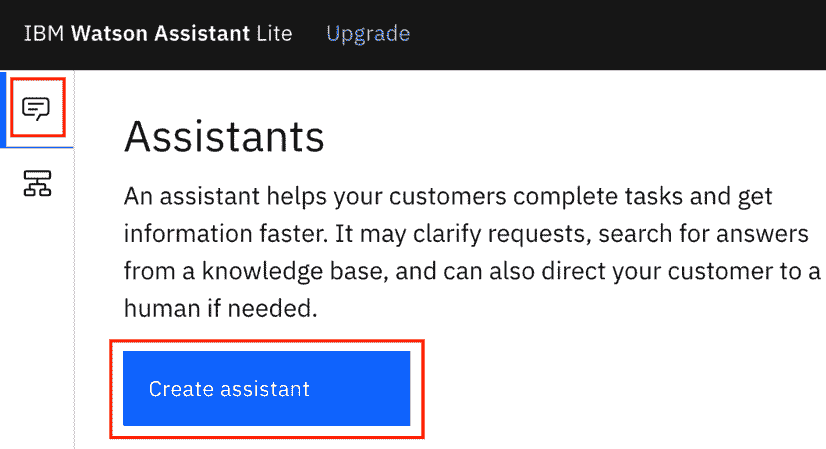 IBM Watson Assistant Lite Upgrade
Assistants
An assistant helps your customers complete tasks and get
information faster. It may clarify requests, search for answers
from a knowledge base, and can also direct your customer to a
human if needed.
Create assistant